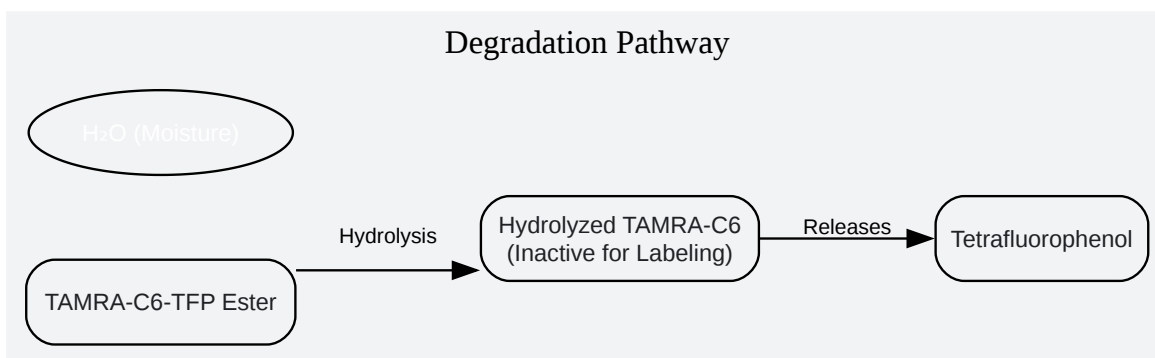 Degradation Pathway
H₂O (Moisture)
Hydrolysis
Hydrolyzed TAMRA-C6
(Inactive for Labeling)
Releases
Tetrafluorophenol
TAMRA-C6-TFP Ester